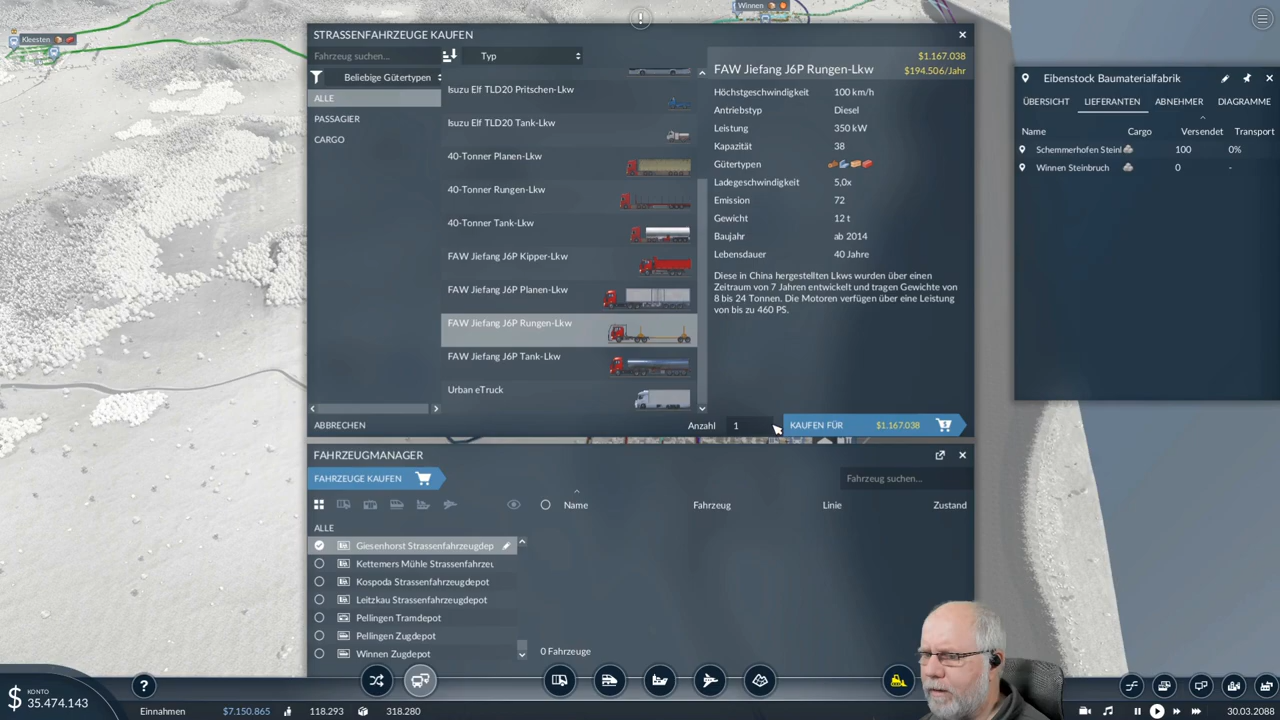 Winnen
Kleesten
STRASSENFAHRZEUGE KAUFEN
Fahrzeug suchen...
Typ
Beliebige Gütertypen
ALLE
PASSAGIER
CARGO
Isuzu Elf TLD20 Pritschen-Lkw
Isuzu Elf TLD20 Tank-Lkw
40-Tonner Planen-Lkw
40-Tonner Rungen-Lkw
40-Tonner Tank-Lkw
FAW Jiefang J6P Kipper-Lkw
FAW Jiefang J6P Planen-Lkw
FAW Jiefang J6P Rungen-Lkw
FAW Jiefang J6P Tank-Lkw
Urban eTruck
$1.167.038
FAW Jiefang J6P Rungen-Lkw $194.506/Jahr
Höchstgeschwindigkeit 100 km/h
Antriebstyp Diesel
Leistung 350 kW
Kapazität 38
Gütertypen
Ladegeschwindigkeit 5,0x
Emission 72
Gewicht 12 t
Baujahr ab 2014
Lebensdauer 40 Jahre
Diese in China hergestellten Lkws wurden über einen
Zeitraum von 7 Jahren entwickelt und tragen Gewichte von
8 bis 24 Tonnen. Die Motoren verfügen über eine Leistung
von bis zu 460 PS.
ABBRECHEN Anzahl 1 KAUFEN FÜR $1.167.038
Eibenstock Baumaterialfabrik
ÜBERSICHT LIEFERANTEN ABNEHMER DIAGRAMME
Name Cargo Versendet Transport
Schemmerhofen Steinl 100 0%
Winnen Steinbruch 0 -
FAHRZEUGMANAGER
FAHRZEUGE KAUFEN Fahrzeug suchen...
Name Fahrzeug Linie Zustand
ALLE
Giesenhorst Strassenfahrzeugdep
Kettemers Mühle Strassenfahrzeu
Kospoda Strassenfahrzeugdepot
Leitzkau Strassenfahrzeugdepot
Pellingen Tramdepot
Pellingen Zugdepot
Winnen Zugdepot
0 Fahrzeuge
$ KONTO
35.474.143
?
Einnahmen $7.150.865 118.293 318.280 30.03.2088